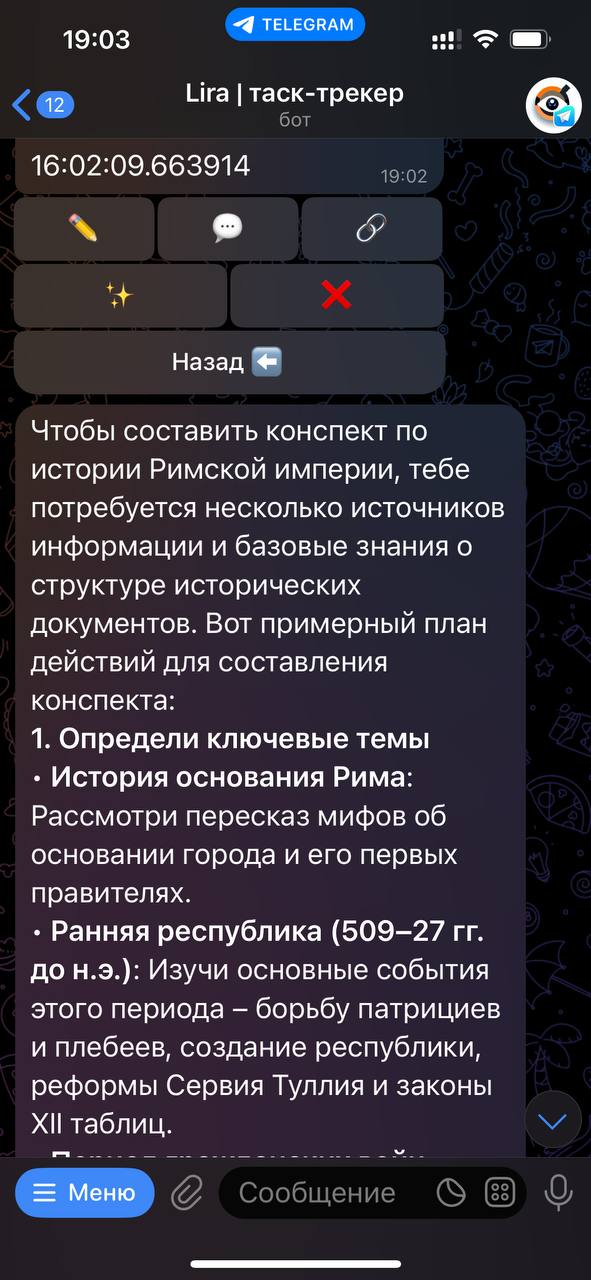 19:03
TELEGRAM
12
Lira | таск-трекер
бот
16:02:09.663914
19:02
Назад
Чтобы составить конспект по
истории Римской империи, тебе
потребуется несколько источников
информации и базовые знания о
структуре исторических
документов. Вот примерный план
действий для составления
конспекта:
1. Определи ключевые темы
• История основания Рима:
Рассмотри пересказ мифов об
основании города и его первых
правителях.
• Ранняя республика (509–27 гг.
до н.э.): Изучи основные события
этого периода – борьбу патрициев
и плебеев, создание республики,
реформы Сервия Туллия и законы
XII таблиц.
Меню
Сообщение